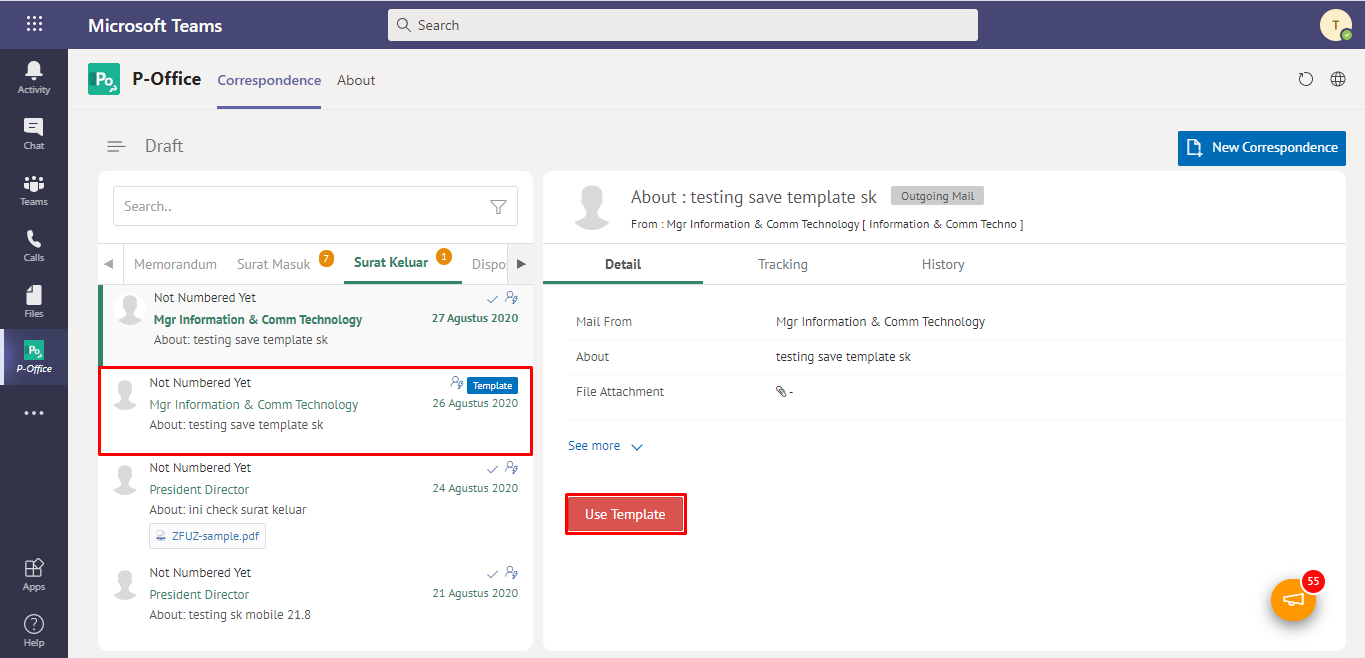 Microsoft Teams
Search
T
Activity
Chat
Teams
Calls
Files
Po
P-Office
Apps
Help
Po
P-Office
Correspondence
About
Draft
New Correspondence
Search..
Memorandum
Surat Masuk 7
Surat Keluar 1
Dispos
Not Numbered Yet
Mgr Information & Comm Technology
27 Agustus 2020
About: testing save template sk
Not Numbered Yet
Template
Mgr Information & Comm Technology
26 Agustus 2020
About: testing save template sk
Not Numbered Yet
President Director
24 Agustus 2020
About: ini check surat keluar
ZFUZ-sample.pdf
Not Numbered Yet
President Director
21 Agustus 2020
About: testing sk mobile 21.8
About : testing save template sk
Outgoing Mail
From : Mgr Information & Comm Technology [ Information & Comm Techno ]
Detail
Tracking
History
Mail From
Mgr Information & Comm Technology
About
testing save template sk
File Attachment
-
See more
Use Template
55